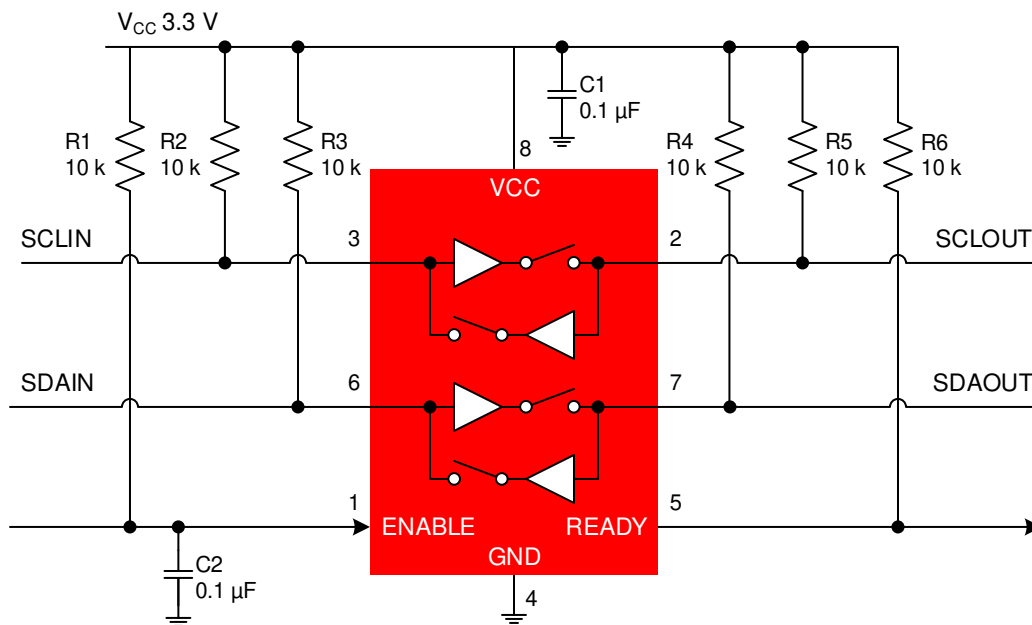 VCC 3.3 V
C1
0.1 µF
R1
10 k
R2
10 k
R3
10 k
R4
10 k
R5
10 k
R6
10 k
8
VCC
SCLIN
3
2
SCLOUT
SDAIN
6
7
SDAOUT
1
ENABLE
READY
5
GND
4
C2
0.1 µF